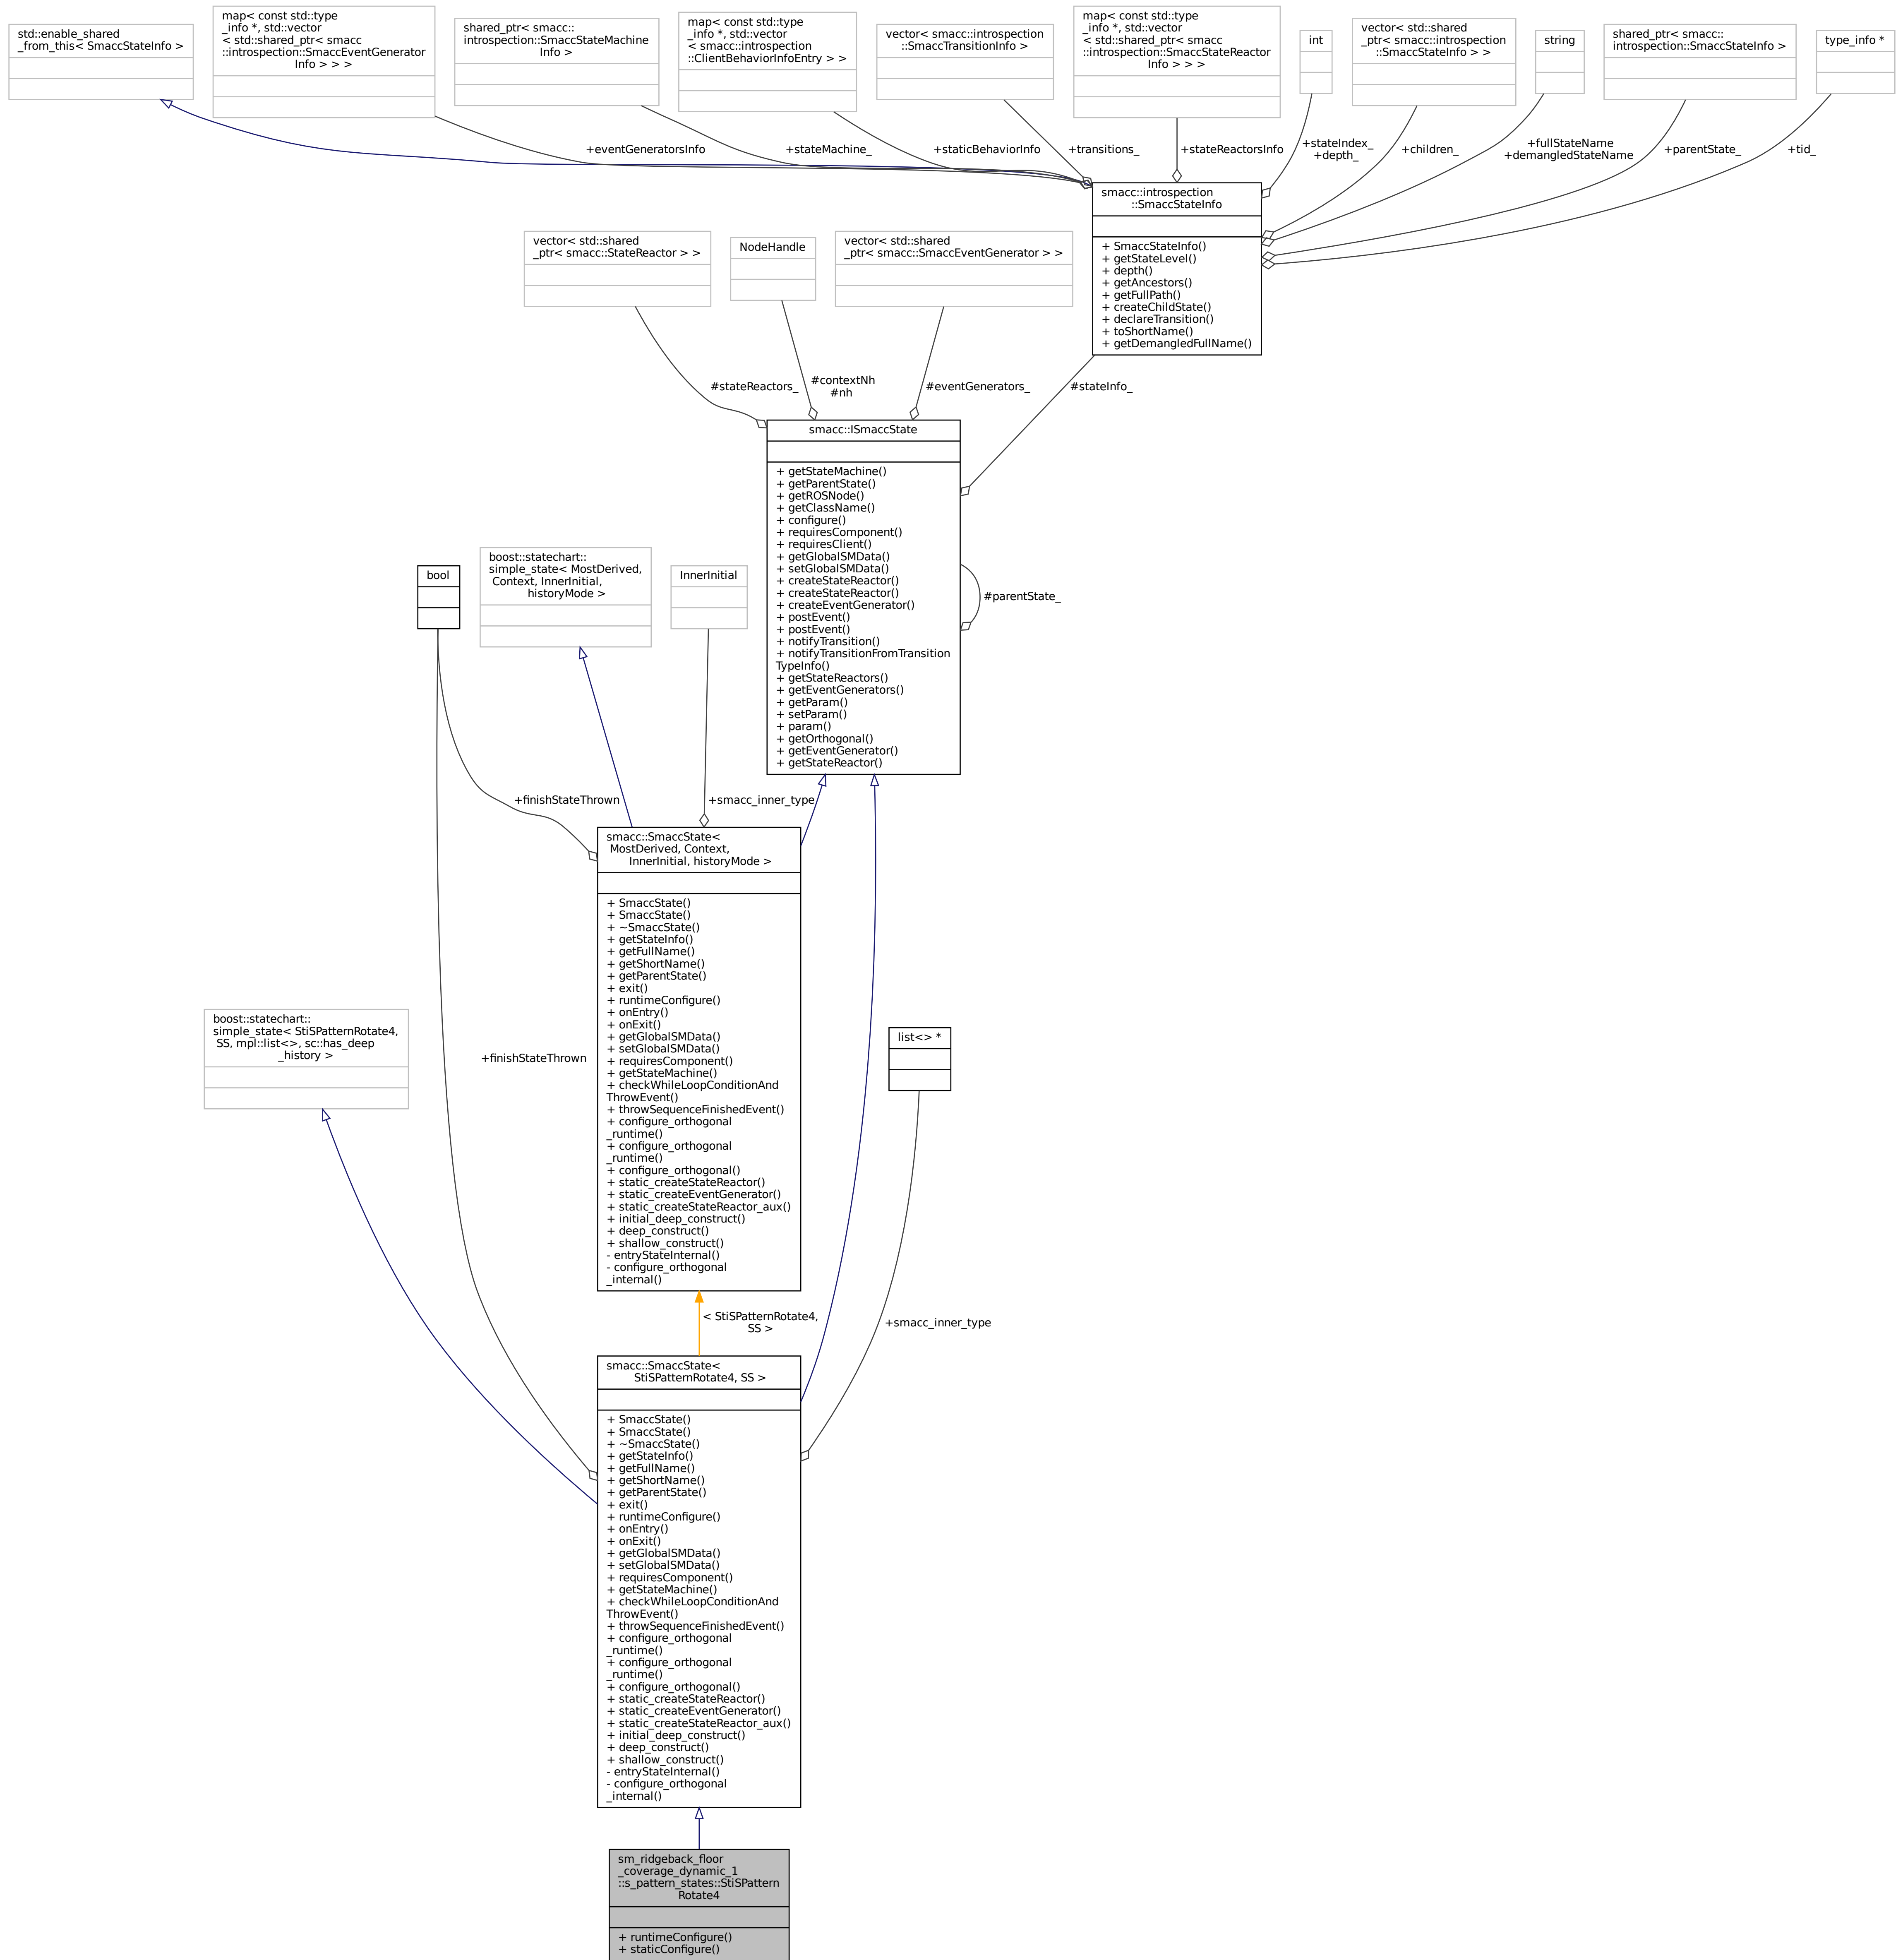 std::enable_shared
_from_this< SmaccStateInfo >
map< const std::type
_info *, std::vector
< std::shared_ptr< smacc
::introspection::SmaccEventGenerator
Info > > >
shared_ptr< smacc::
introspection::SmaccStateMachine
Info >
map< const std::type
_info *, std::vector
< smacc::introspection
::ClientBehaviorInfoEntry > >
vector< smacc::introspection
::SmaccTransitionInfo >
map< const std::type
_info *, std::vector
< std::shared_ptr< smacc
::introspection::SmaccStateReactor
Info > > >
int
vector< std::shared
_ptr< smacc::introspection
::SmaccStateInfo > >
string
shared_ptr< smacc::
introspection::SmaccStateInfo >
type_info *
+eventGeneratorsInfo
+stateMachine_
+staticBehaviorInfo
+transitions_
+stateReactorsInfo
+stateIndex_
+depth_
+children_
+fullStateName
+demangledStateName
+parentState_
+tid_
smacc::introspection
::SmaccStateInfo
+ SmaccStateInfo()
+ getStateLevel()
+ depth()
+ getAncestors()
+ getFullPath()
+ createChildState()
+ declareTransition()
+ toShortName()
+ getDemangledFullName()
vector< std::shared
_ptr< smacc::StateReactor > >
NodeHandle
vector< std::shared
_ptr< smacc::SmaccEventGenerator > >
#stateReactors_
#contextNh
#nh
#eventGenerators_
#stateInfo_
smacc::ISmaccState
+ getStateMachine()
+ getParentState()
+ getROSNode()
+ getClassName()
+ configure()
+ requiresComponent()
+ requiresClient()
+ getGlobalSMData()
+ setGlobalSMData()
+ createStateReactor()
+ createStateReactor()
+ createEventGenerator()
+ postEvent()
+ postEvent()
+ notifyTransition()
+ notifyTransitionFromTransition
TypeInfo()
+ getStateReactors()
+ getEventGenerators()
+ getParam()
+ setParam()
+ param()
+ getOrthogonal()
+ getEventGenerator()
+ getStateReactor()
#parentState_
bool
boost::statechart::
simple_state< MostDerived,
Context, InnerInitial,
historyMode >
InnerInitial
+finishStateThrown
+smacc_inner_type
smacc::SmaccState<
MostDerived, Context,
InnerInitial, historyMode >
+ SmaccState()
+ SmaccState()
+ ~SmaccState()
+ getStateInfo()
+ getFullName()
+ getShortName()
+ getParentState()
+ exit()
+ runtimeConfigure()
+ onEntry()
+ onExit()
+ getGlobalSMData()
+ setGlobalSMData()
+ requiresComponent()
+ getStateMachine()
+ checkWhileLoopConditionAnd
ThrowEvent()
+ throwSequenceFinishedEvent()
+ configure_orthogonal
_runtime()
+ configure_orthogonal
_runtime()
+ configure_orthogonal()
+ static_createStateReactor()
+ static_createEventGenerator()
+ static_createStateReactor_aux()
+ initial_deep_construct()
+ deep_construct()
+ shallow_construct()
- entryStateInternal()
- configure_orthogonal
_internal()
boost::statechart::
simple_state< StiSPatternRotate4,
SS, mpl::list<>, sc::has_deep
_history >
+finishStateThrown
list<> *
< StiSPatternRotate4,
SS >
+smacc_inner_type
smacc::SmaccState<
StiSPatternRotate4, SS >
+ SmaccState()
+ SmaccState()
+ ~SmaccState()
+ getStateInfo()
+ getFullName()
+ getShortName()
+ getParentState()
+ exit()
+ runtimeConfigure()
+ onEntry()
+ onExit()
+ getGlobalSMData()
+ setGlobalSMData()
+ requiresComponent()
+ getStateMachine()
+ checkWhileLoopConditionAnd
ThrowEvent()
+ throwSequenceFinishedEvent()
+ configure_orthogonal
_runtime()
+ configure_orthogonal
_runtime()
+ configure_orthogonal()
+ static_createStateReactor()
+ static_createEventGenerator()
+ static_createStateReactor_aux()
+ initial_deep_construct()
+ deep_construct()
+ shallow_construct()
- entryStateInternal()
- configure_orthogonal
_internal()
sm_ridgeback_floor
_coverage_dynamic_1
::s_pattern_states::StiSPattern
Rotate4
+ runtimeConfigure()
+ staticConfigure()